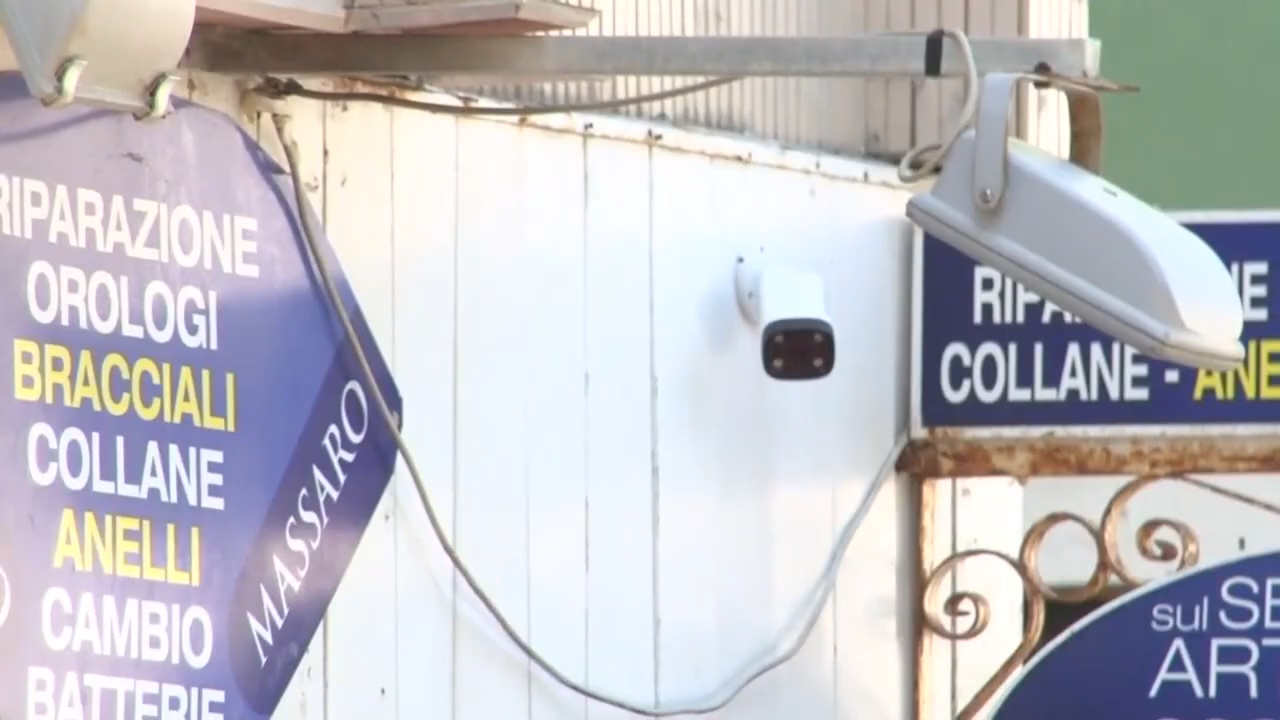 RIPARAZIONE
OROLOGI
BRACCIALI
COLLANE
ANELLI
CAMBIO
BATTERIE
MASSARO
COLLANE -
sul